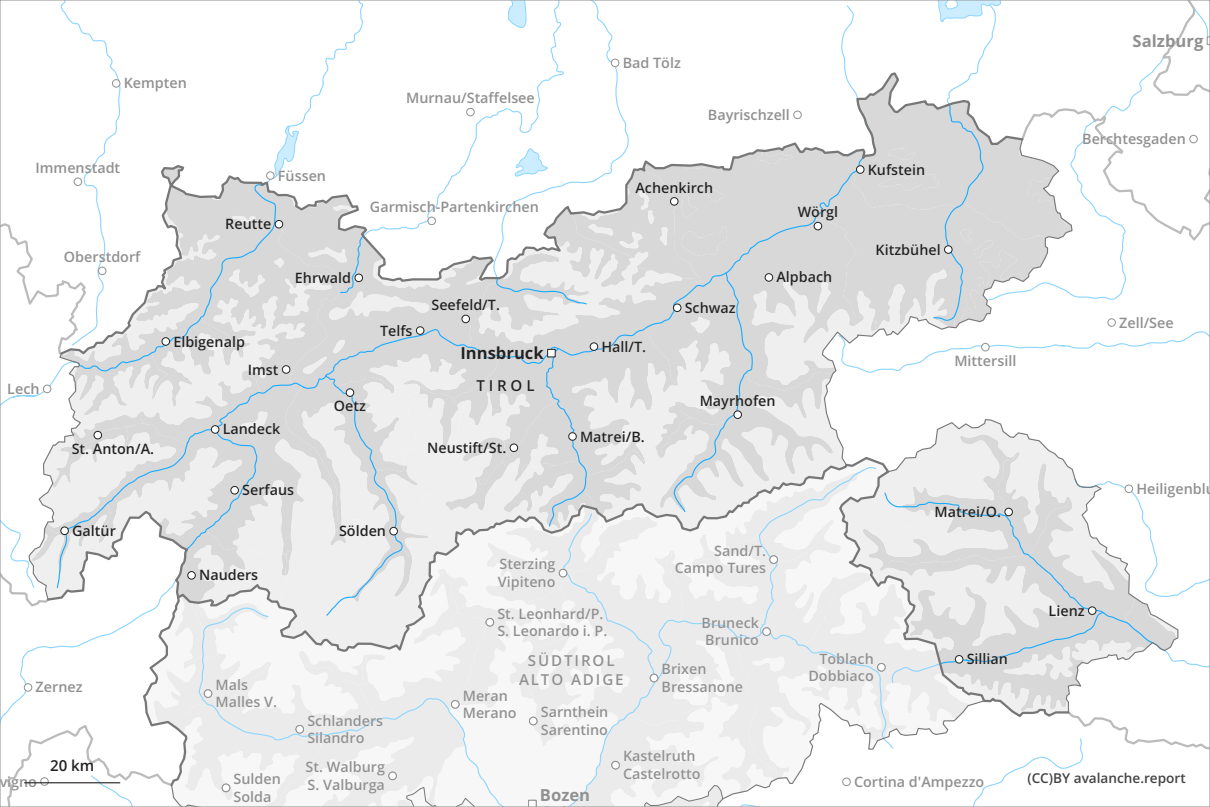 Salzburg
Bad Tölz
Kempten
Murnau/Staffelsee
Bayrischzell
Berchtesgaden
Immenstadt
Füssen
Kufstein
Achenkirch
Garmisch-Partenkirchen
Wörgl
Reutte
Kitzbühel
Oberstdorf
Ehrwald
Alpbach
Seefeld/T.
Schwaz
Zell/See
Telfs
Elbigenalp
Innsbruck
Hall/T.
Mittersill
Imst
TIROL
Lech
Oetz
Mayrhofen
Landeck
Matrei/B.
St. Anton/A.
Neustift/St.
Serfaus
Heiligenblu
Matrei/O.
Galtür
Sölden
Sand/T.
Campo Tures
Sterzing
Vipiteno
Nauders
St. Leonhard/P.
S. Leonardo i. P.
Lienz
Bruneck
Brunico
SÜDTIROL
ALTO ADIGE
Toblach
Dobbiaco
Sillian
Brixen
Bressanone
Zernez
Mals
Malles V.
Meran
Merano
Sarnthein
Sarentino
Schlanders
Silandro
Kastelruth
Castelrotto
St. Walburg
S. Valburga
20 km
vigno
Sulden
Solda
Cortina d'Ampezzo
(CC)BY avalanche.report
Bozen